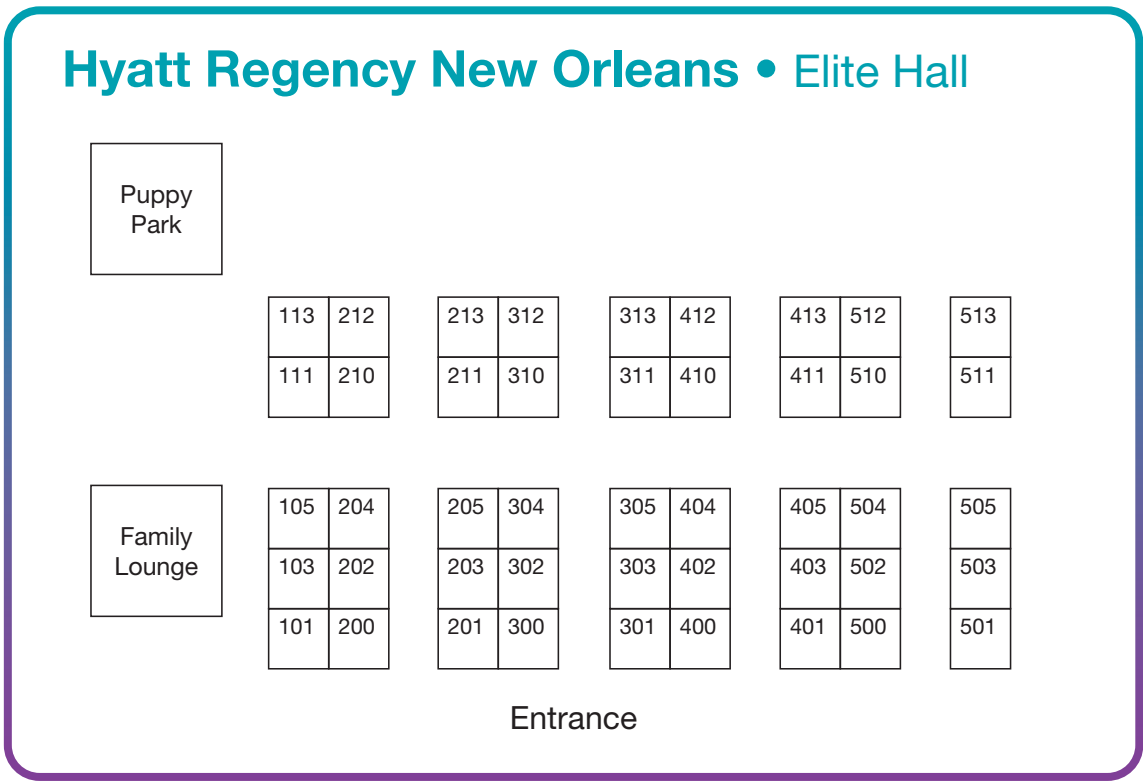 Hyatt Regency New Orleans • Elite Hall
Puppy
Park
113 212 213 312 313 412 413 512 513
111 210 211 310 311 410 411 510 511
Family
Lounge
105 204 205 304 305 404 405 504 505
103 202 203 302 303 402 403 502 503
101 200 201 300 301 400 401 500 501
Entrance